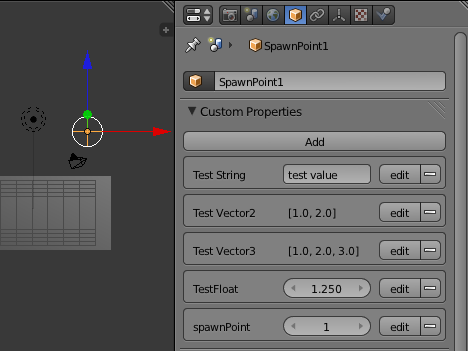 SpawnPoint1
SpawnPoint1
Custom Properties
Add
Test String test value edit
Test Vector2 [1.0, 2.0] edit
Test Vector3 [1.0, 2.0, 3.0] edit
TestFloat 1.250 edit
spawnPoint 1 edit